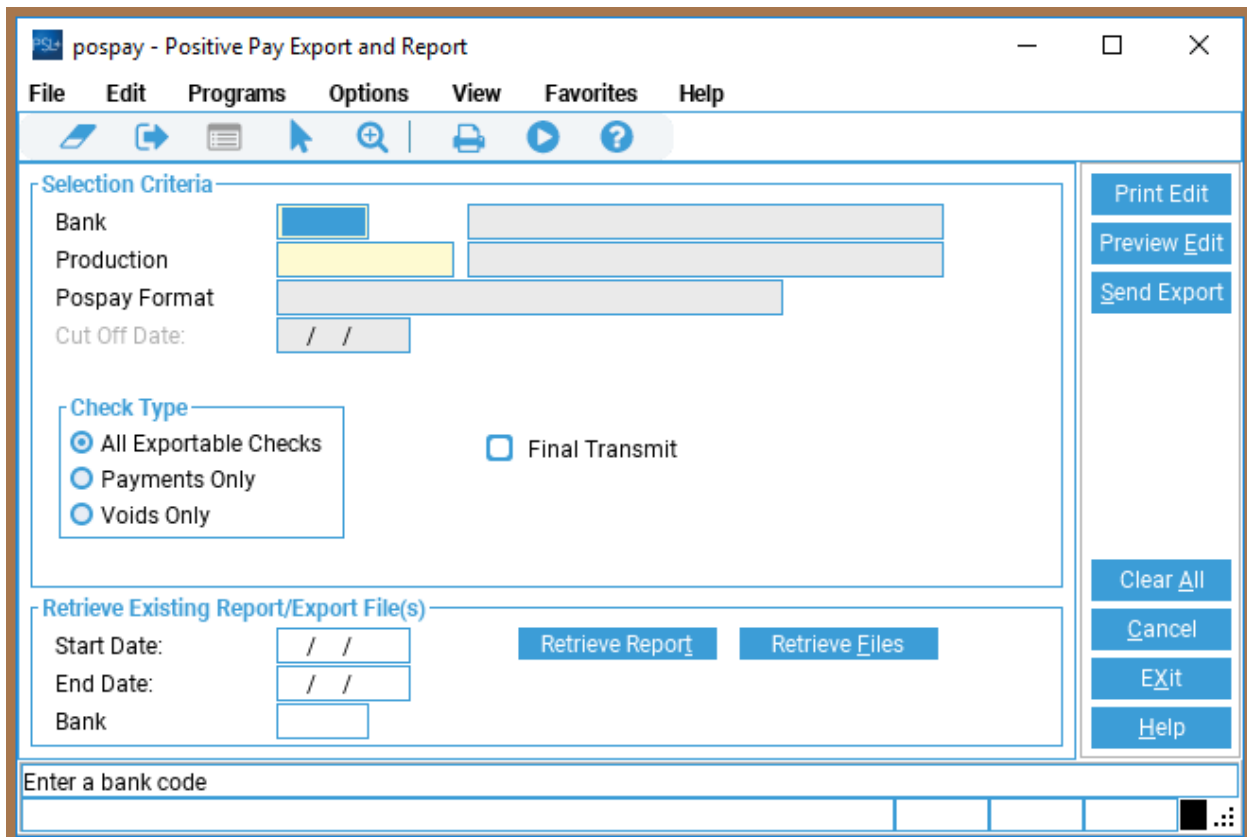 PSL+ pospay - Positive Pay Export and Report
File Edit Programs Options View Favorites Help
Selection Criteria
Bank
Production
Pospay Format
Cut Off Date: / /
Check Type
All Exportable Checks
Payments Only
Voids Only
Final Transmit
Retrieve Existing Report/Export File(s)
Start Date: / /
End Date: / /
Bank
Retrieve Report Retrieve Files
Print Edit
Preview Edit
Send Export
Clear All
Cancel
EXit
Help
Enter a bank code